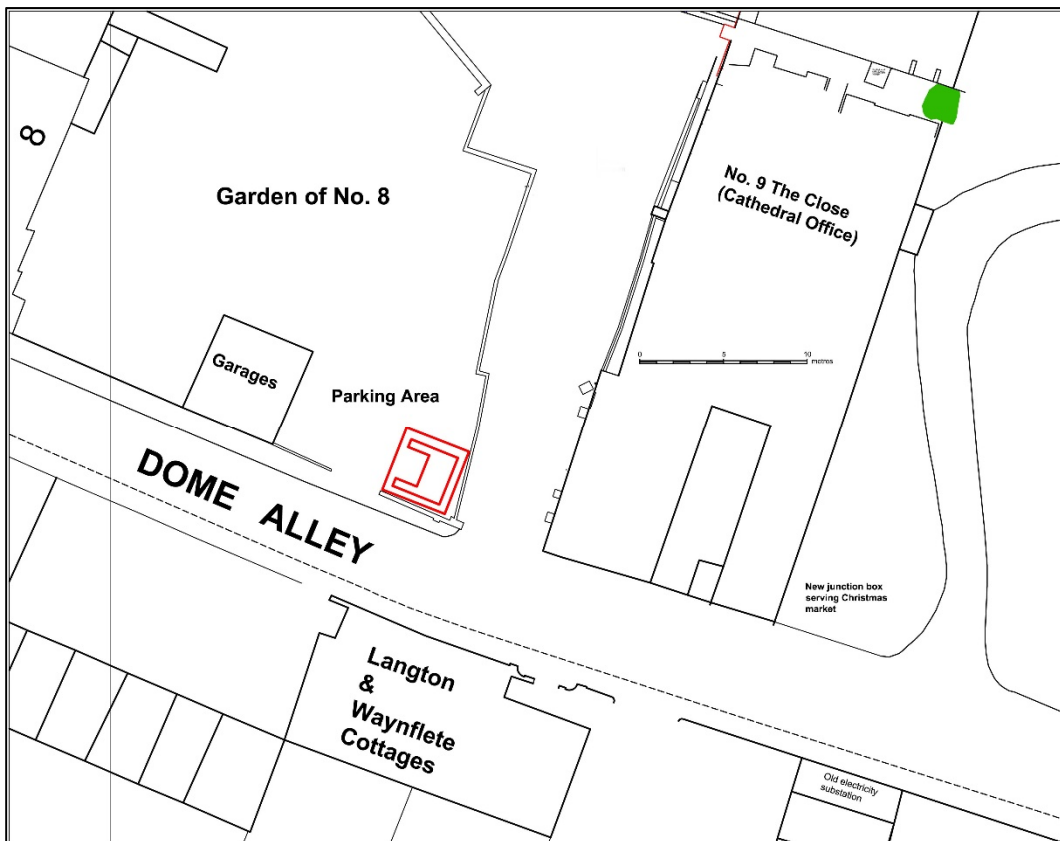 8
Garden of No. 8
No. 9 The Close
(Cathedral Office)
0 5 10
metres
Garages
Parking Area
DOME ALLEY
New junction box
serving Christmas
market
Langton
&
Waynflete
Cottages
Old electricity
substation